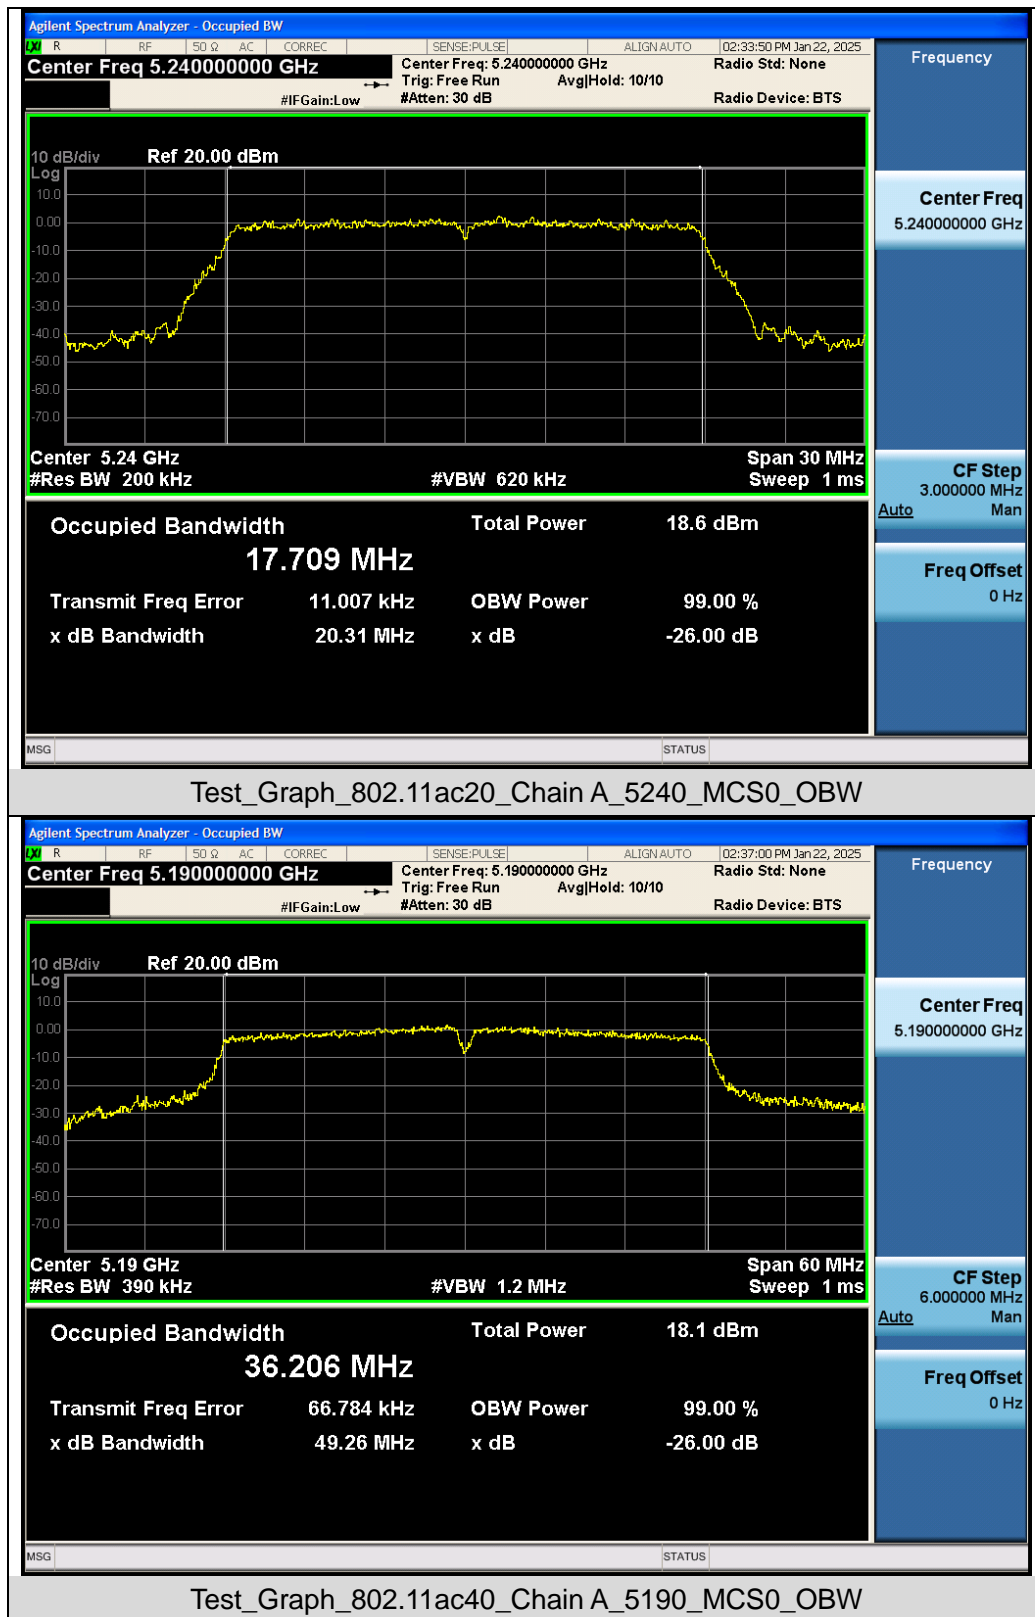 Agilent Spectrum Analyzer - Occupied BW
LXI R RF 50 Ω AC CORREC SENSE:PULSE ALIGN AUTO 02:33:50 PM Jan 22, 2025
Center Freq 5.240000000 GHz
Center Freq: 5.240000000 GHz
Radio Std: None
Trig: Free Run Avg|Hold: 10/10
#IFGain:Low
#Atten: 30 dB
Radio Device: BTS
10 dB/div Ref 20.00 dBm
Log
10.0
0.00
-10.0
-20.0
-30.0
-40.0
-50.0
-60.0
-70.0
Center 5.24 GHz Span 30 MHz
#Res BW 200 kHz #VBW 620 kHz Sweep 1 ms
Occupied Bandwidth Total Power 18.6 dBm
17.709 MHz
Transmit Freq Error 11.007 kHz OBW Power 99.00 %
x dB Bandwidth 20.31 MHz x dB -26.00 dB
MSG STATUS
Frequency
Center Freq
5.240000000 GHz
CF Step
3.000000 MHz
Auto Man
Freq Offset
0 Hz
Test_Graph_802.11ac20_Chain A_5240_MCS0_OBW
Agilent Spectrum Analyzer - Occupied BW
LXI R RF 50 Ω AC CORREC SENSE:PULSE ALIGN AUTO 02:37:00 PM Jan 22, 2025
Center Freq 5.190000000 GHz
Center Freq: 5.190000000 GHz
Radio Std: None
Trig: Free Run Avg|Hold: 10/10
#IFGain:Low
#Atten: 30 dB
Radio Device: BTS
10 dB/div Ref 20.00 dBm
Log
10.0
0.00
-10.0
-20.0
-30.0
-40.0
-50.0
-60.0
-70.0
Center 5.19 GHz Span 60 MHz
#Res BW 390 kHz #VBW 1.2 MHz Sweep 1 ms
Occupied Bandwidth Total Power 18.1 dBm
36.206 MHz
Transmit Freq Error 66.784 kHz OBW Power 99.00 %
x dB Bandwidth 49.26 MHz x dB -26.00 dB
MSG STATUS
Frequency
Center Freq
5.190000000 GHz
CF Step
6.000000 MHz
Auto Man
Freq Offset
0 Hz
Test_Graph_802.11ac40_Chain A_5190_MCS0_OBW